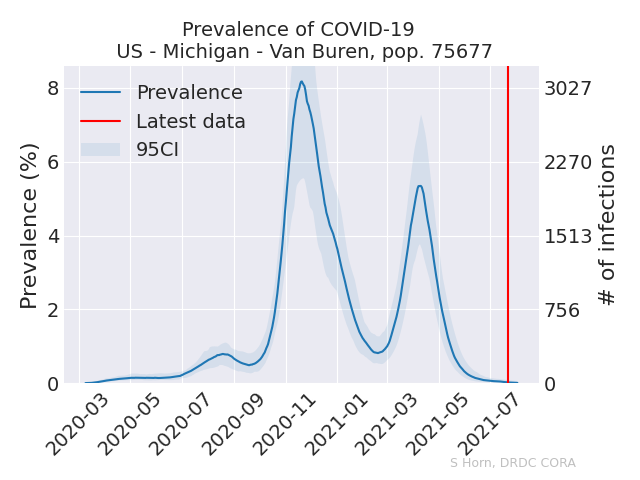 Prevalence of COVID-19
US - Michigan - Van Buren, pop. 75677
Prevalence
Latest data
95CI
Prevalence (%)
8
6
4
2
0
3027
2270
1513
756
0
# of infections
2020-03
2020-05
2020-07
2020-09
2020-11
2021-01
2021-03
2021-05
2021-07
S Horn, DRDC CORA